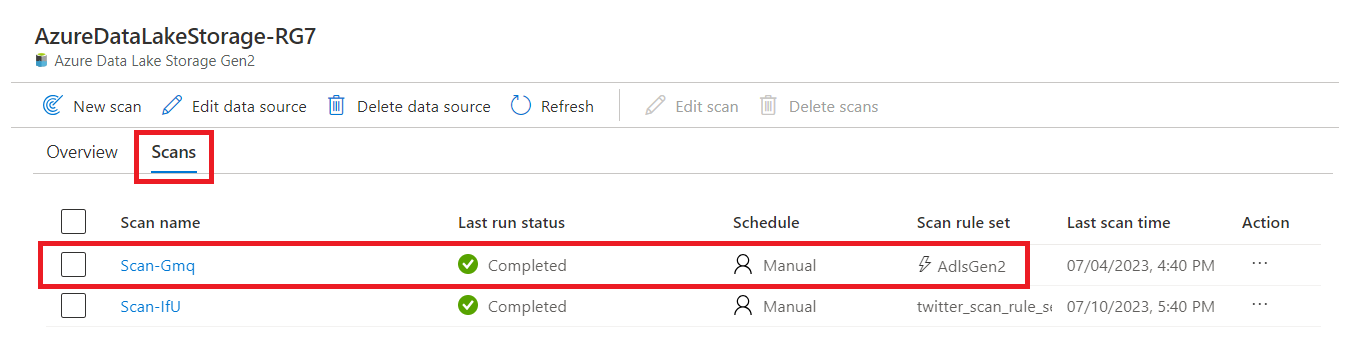 AzureDataLakeStorage-RG7
Azure Data Lake Storage Gen2
New scan Edit data source Delete data source Refresh Edit scan Delete scans
Overview Scans
Scan name Last run status Schedule Scan rule set Last scan time Action
Scan-Gmq Completed Manual AdlsGen2 07/04/2023, 4:40 PM ...
Scan-IfU Completed Manual twitter_scan_rule_se 07/10/2023, 5:40 PM ...